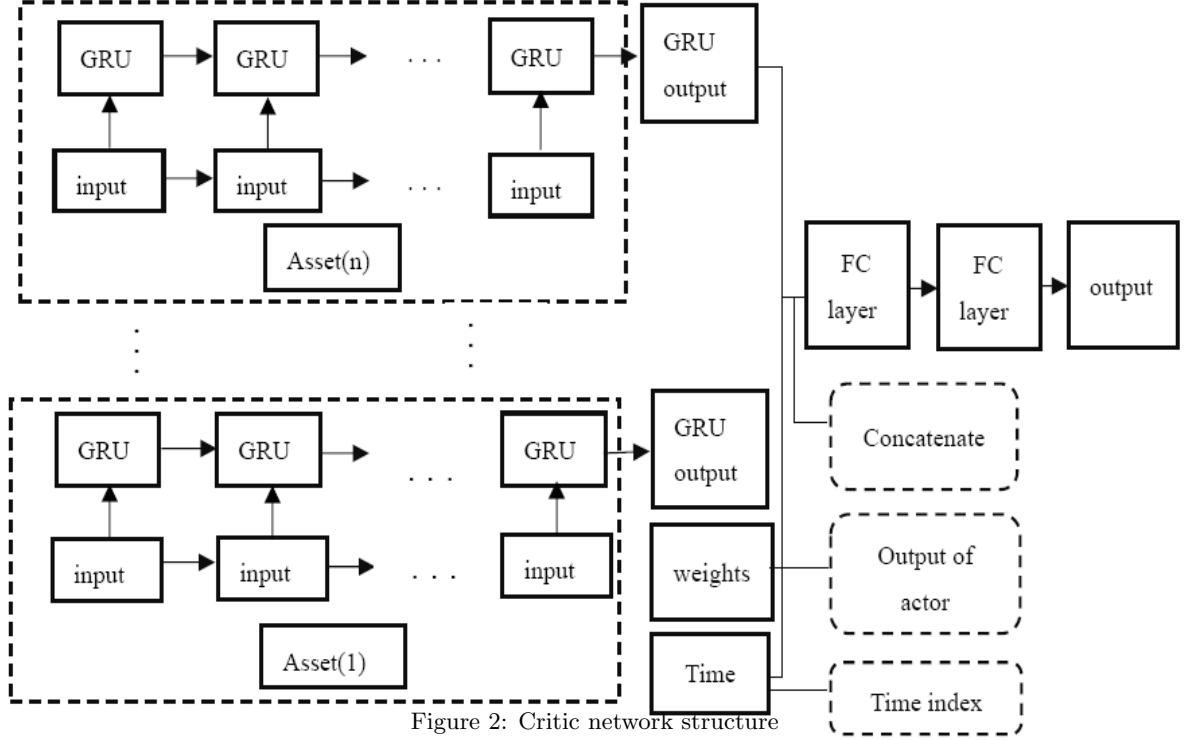 GRU GRU . . . GRU
GRU
output
input input . . . input
Asset(n)
FC
layer
FC
layer
output
GRU GRU . . . GRU
GRU
output
input input . . . input
Asset(1)
weights
Time
Concatenate
Output of
actor
Time index
Figure 2: Critic network structure